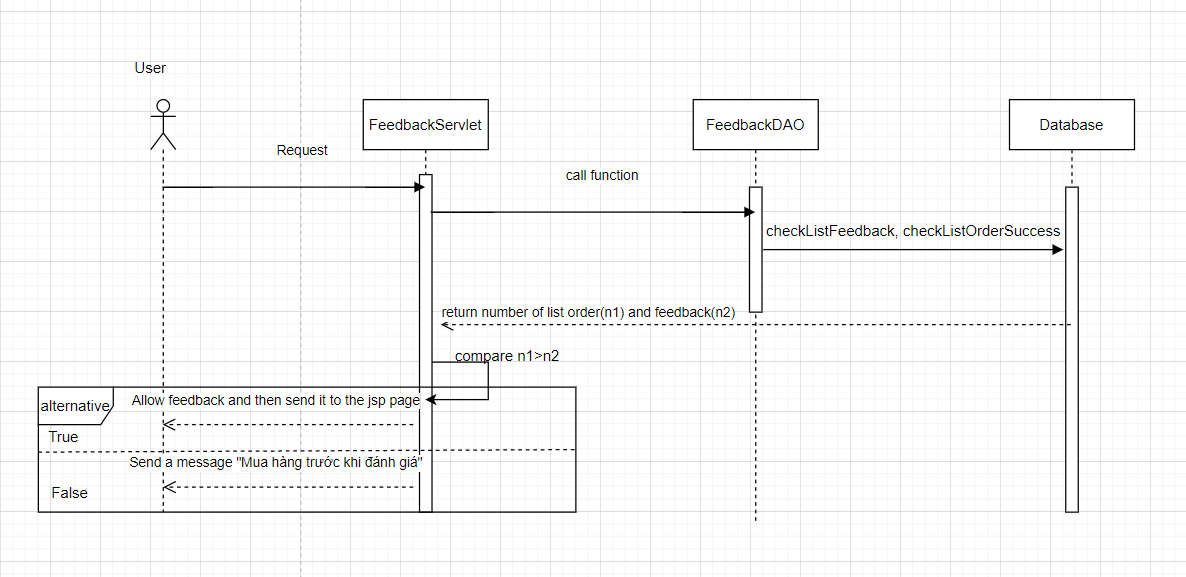 User
FeedbackServlet
FeedbackDAO
Database
Request
call function
checkListFeedback, checkListOrderSuccess
return number of list order(n1) and feedback(n2)
compare n1>n2
alternative
Allow feedback and then send it to the jsp page
True
Send a message "Mua hàng trước khi đánh giá"
False